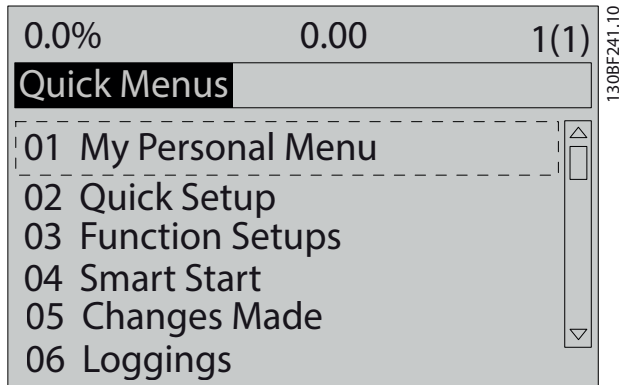 0.0% 0.00 1(1)
Quick Menus
01 My Personal Menu
02 Quick Setup
03 Function Setups
04 Smart Start
05 Changes Made
06 Loggings
130BF241.10